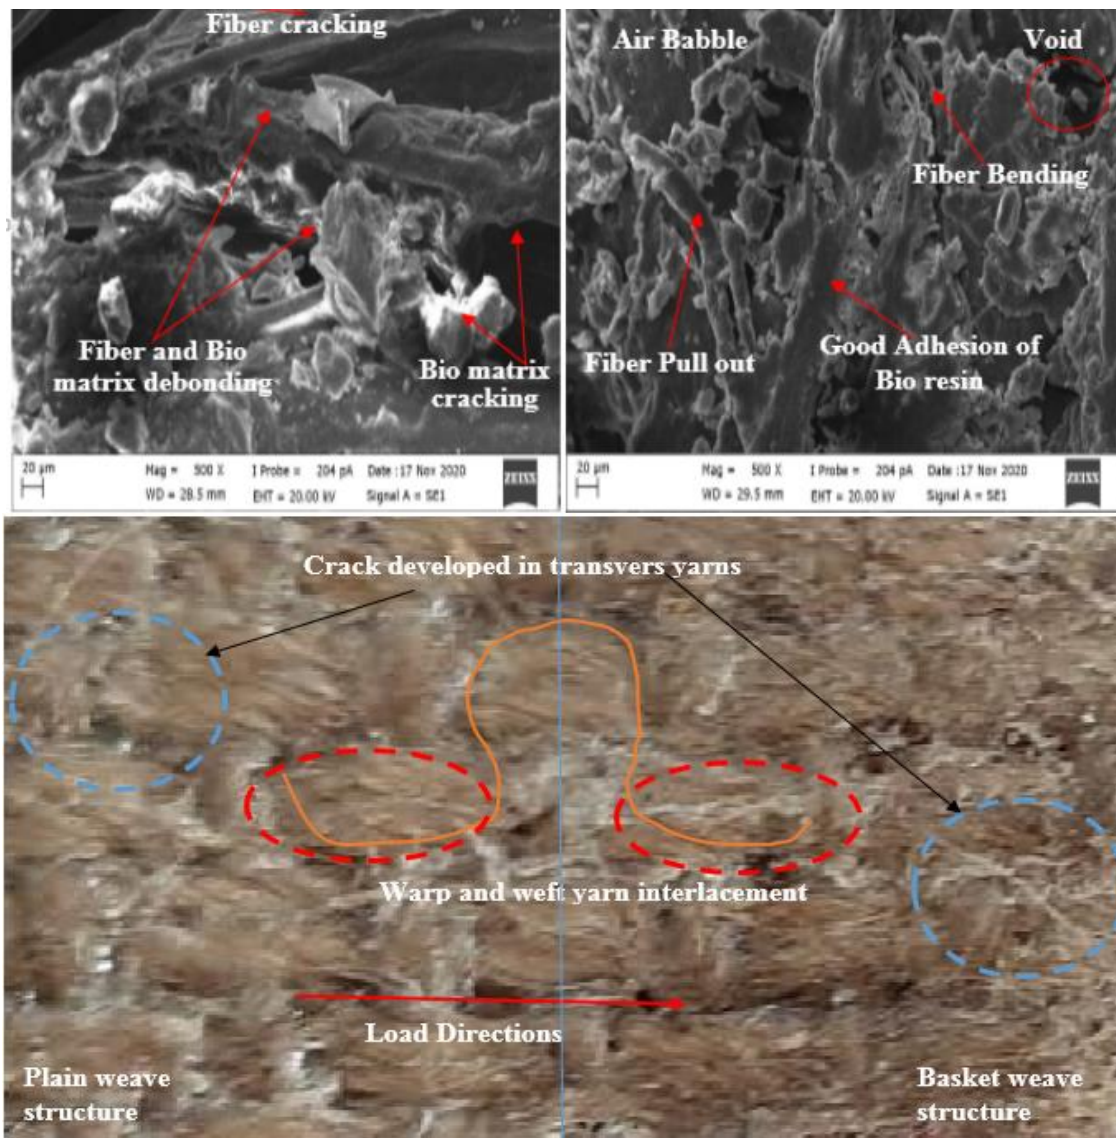 Fiber cracking
Fiber and Bio
matrix debonding
Bio matrix
cracking
20 µm
Mag = 500 X
I Probe = 204 pA
Date :17 Nov 2020
WD = 28.5 mm
EHT = 20.00 kV
Signal A = SE1
ZEISS
Air Babble
Void
Fiber Bending
Fiber Pull out
Good Adhesion of
Bio resin
20 µm
Mag = 500 X
I Probe = 204 pA
Date :17 Nov 2020
WD = 29.5 mm
EHT = 20.00 kV
Signal A = SE1
ZEISS
Crack developed in transvers yarns
Warp and weft yarn interlacement
Load Directions
Plain weave
structure
Basket weave
structure